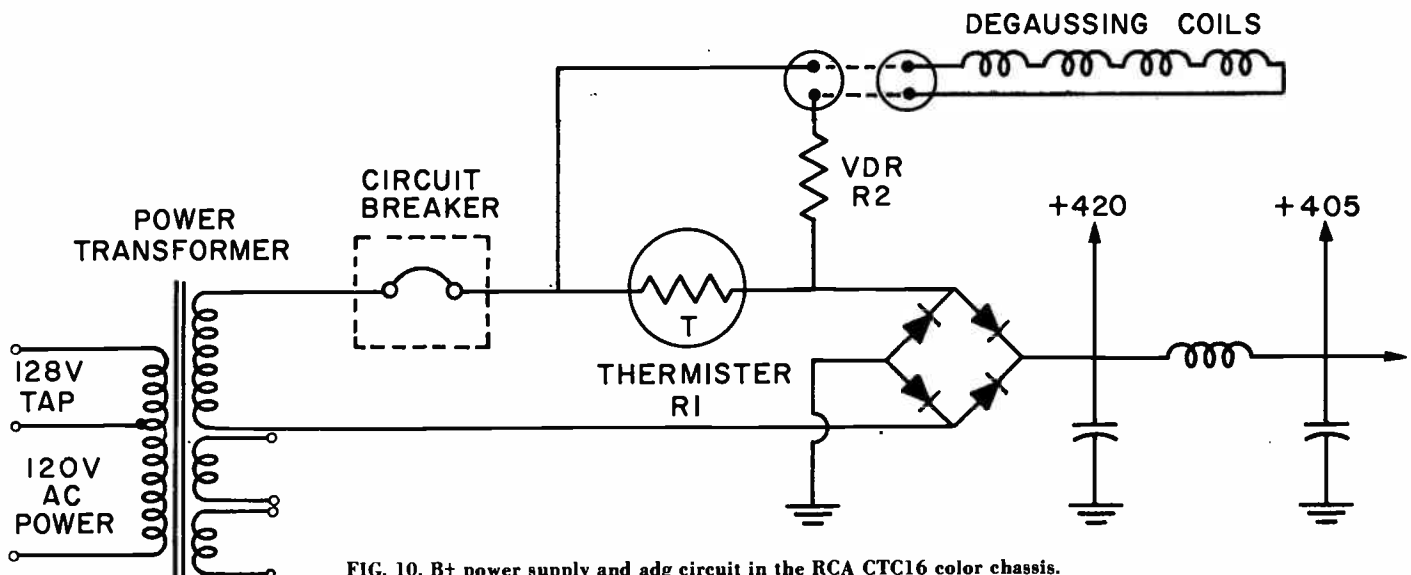 DEGAUSSING COILS
VDR
R2
CIRCUIT
BREAKER
+420
+405
POWER
TRANSFORMER
T
128V
TAP
THERMISTER
R1
120V
AC
POWER
FIG. 10. B+ power supply and adg circuit in the RCA CTC16 color chassis.